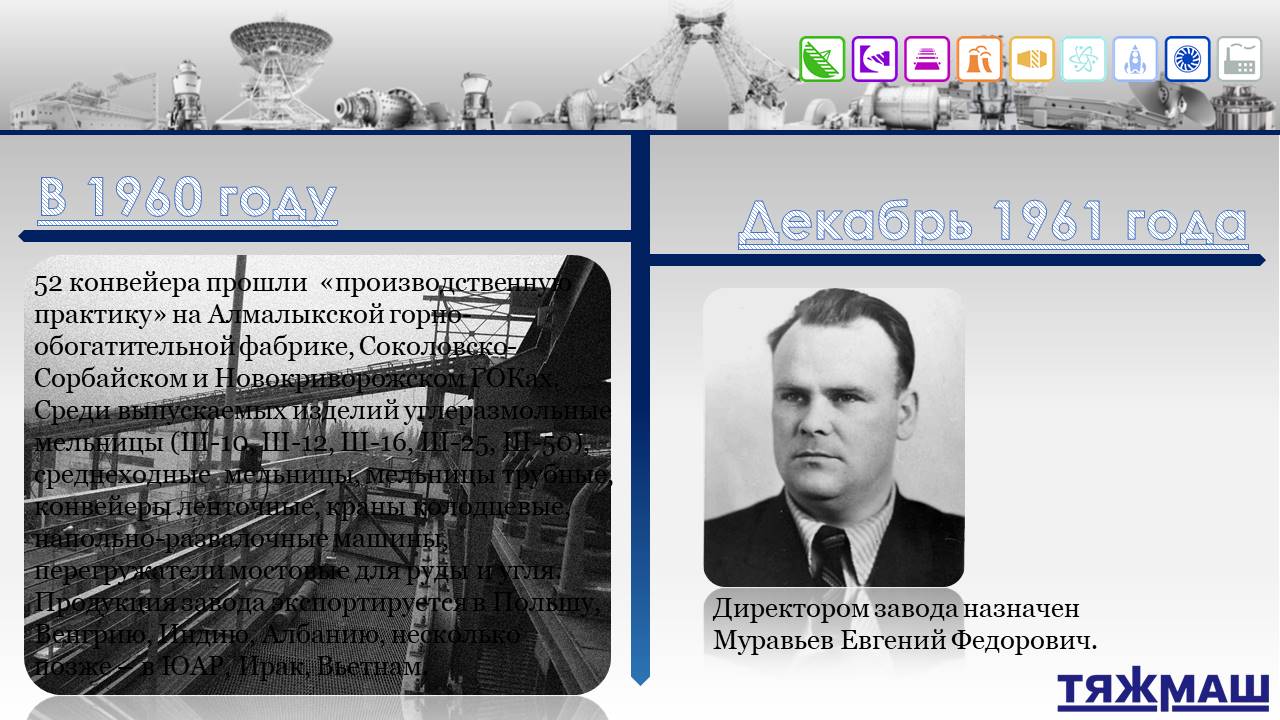 В 1960 году
52 конвейера прошли «производственную
практику» на Алмалыкской горно-
обогатительной фабрике, Соколовско-
Сорбайском и Новокриворожском ГОКах.
Среди выпускаемых изделий углеразмольные
мельницы (Ш-10, Ш-12, Ш-16, Ш-25, Ш-50),
среднеходные мельницы, мельницы трубные,
конвейеры ленточные, краны колодцевые,
напольно-развалочные машины,
перегружатели мостовые для руды и угля.
Продукция завода экспортируется в Польшу,
Венгрию, Индию, Албанию, несколько
позже – в ЮАР, Ирак, Вьетнам.
Декабрь 1961 года
Директором завода назначен
Муравьев Евгений Федорович.
ТЯЖМАШ